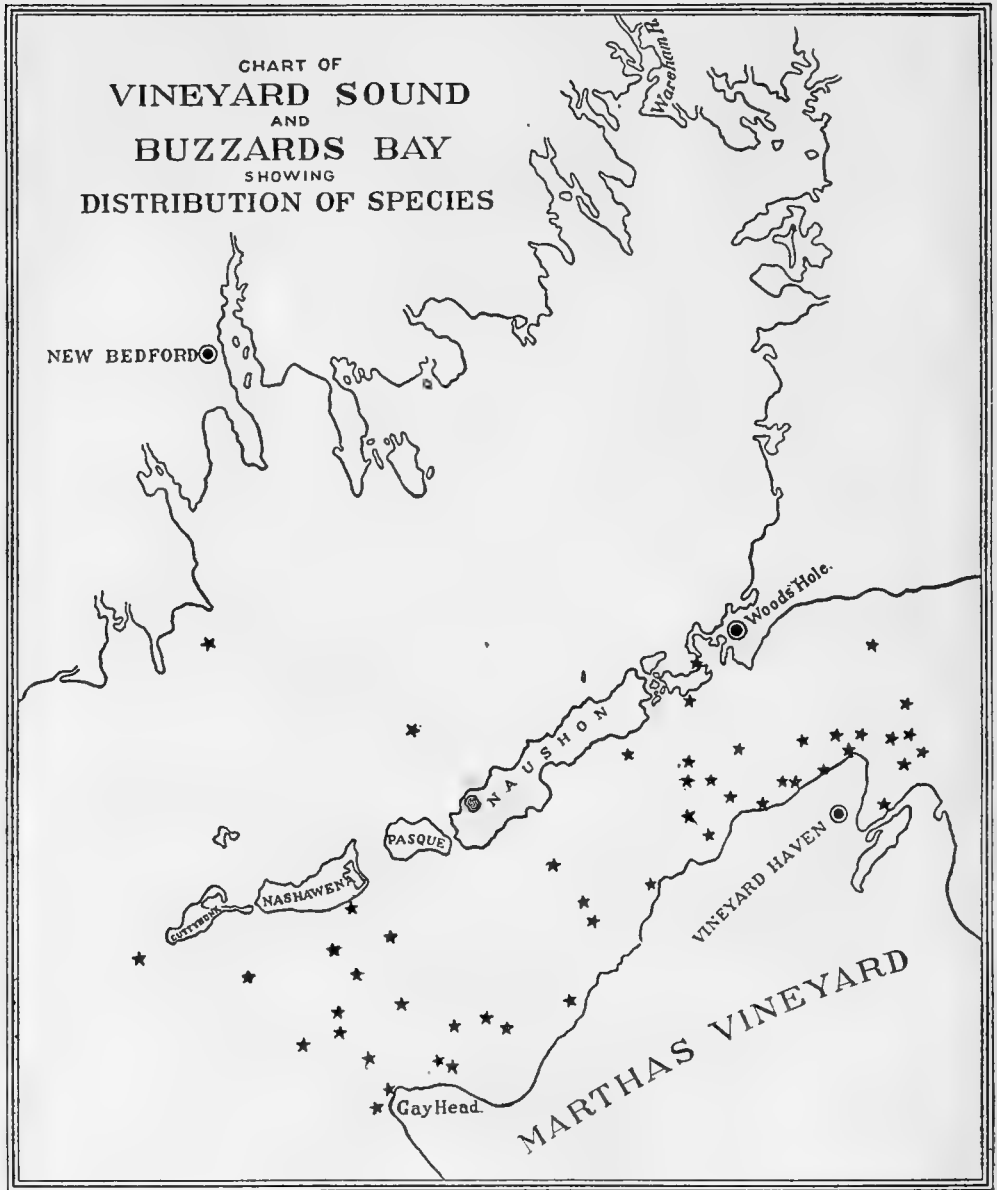 CHART OF
VINEYARD SOUND
AND
BUZZARDS BAY
SHOWING
DISTRIBUTION OF SPECIES
Wareham R.
NEW BEDFORD
Woods Hole.
NAUSHON
PASQUE
NASHAWENA
CUTTYHUNK
VINEYARD HAVEN
MARTHAS VINEYARD
Gay Head.